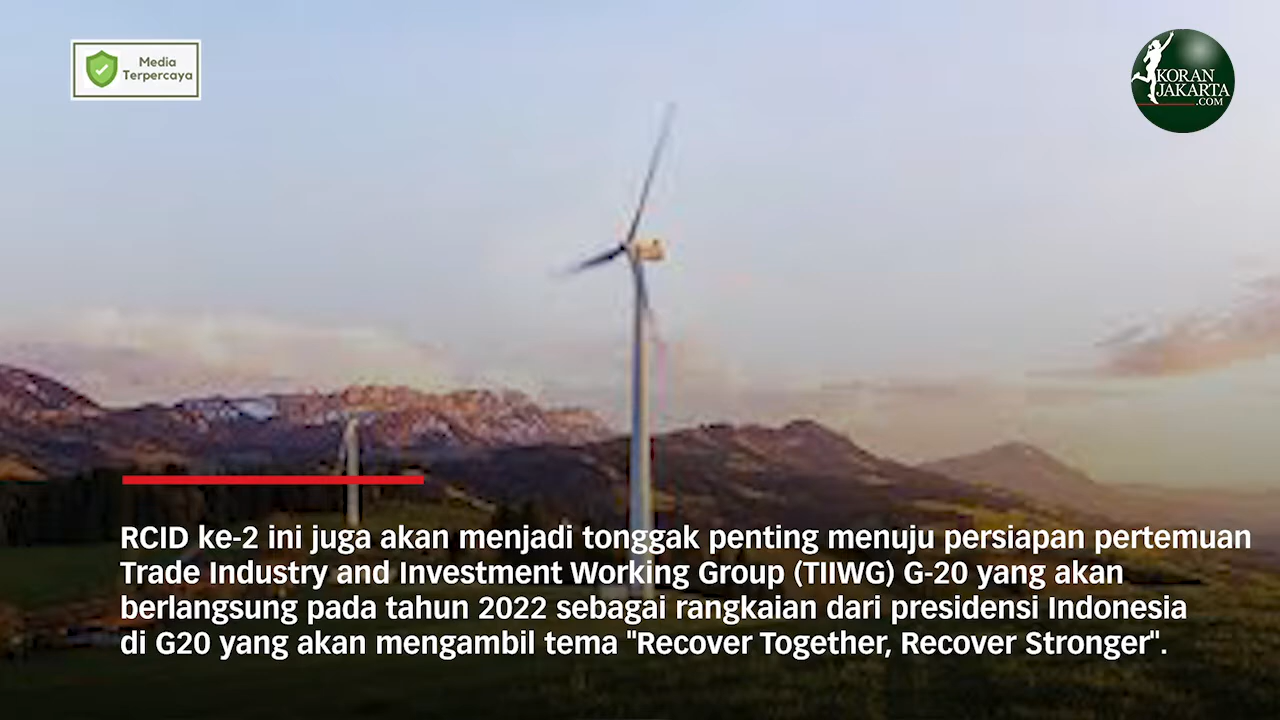 Media
Terpercaya
KORAN
JAKARTA
.COM
RCID ke-2 ini juga akan menjadi tonggak penting menuju persiapan pertemuan
Trade Industry and Investment Working Group (TIIWG) G-20 yang akan
berlangsung pada tahun 2022 sebagai rangkaian dari presidensi Indonesia
di G20 yang akan mengambil tema "Recover Together, Recover Stronger".